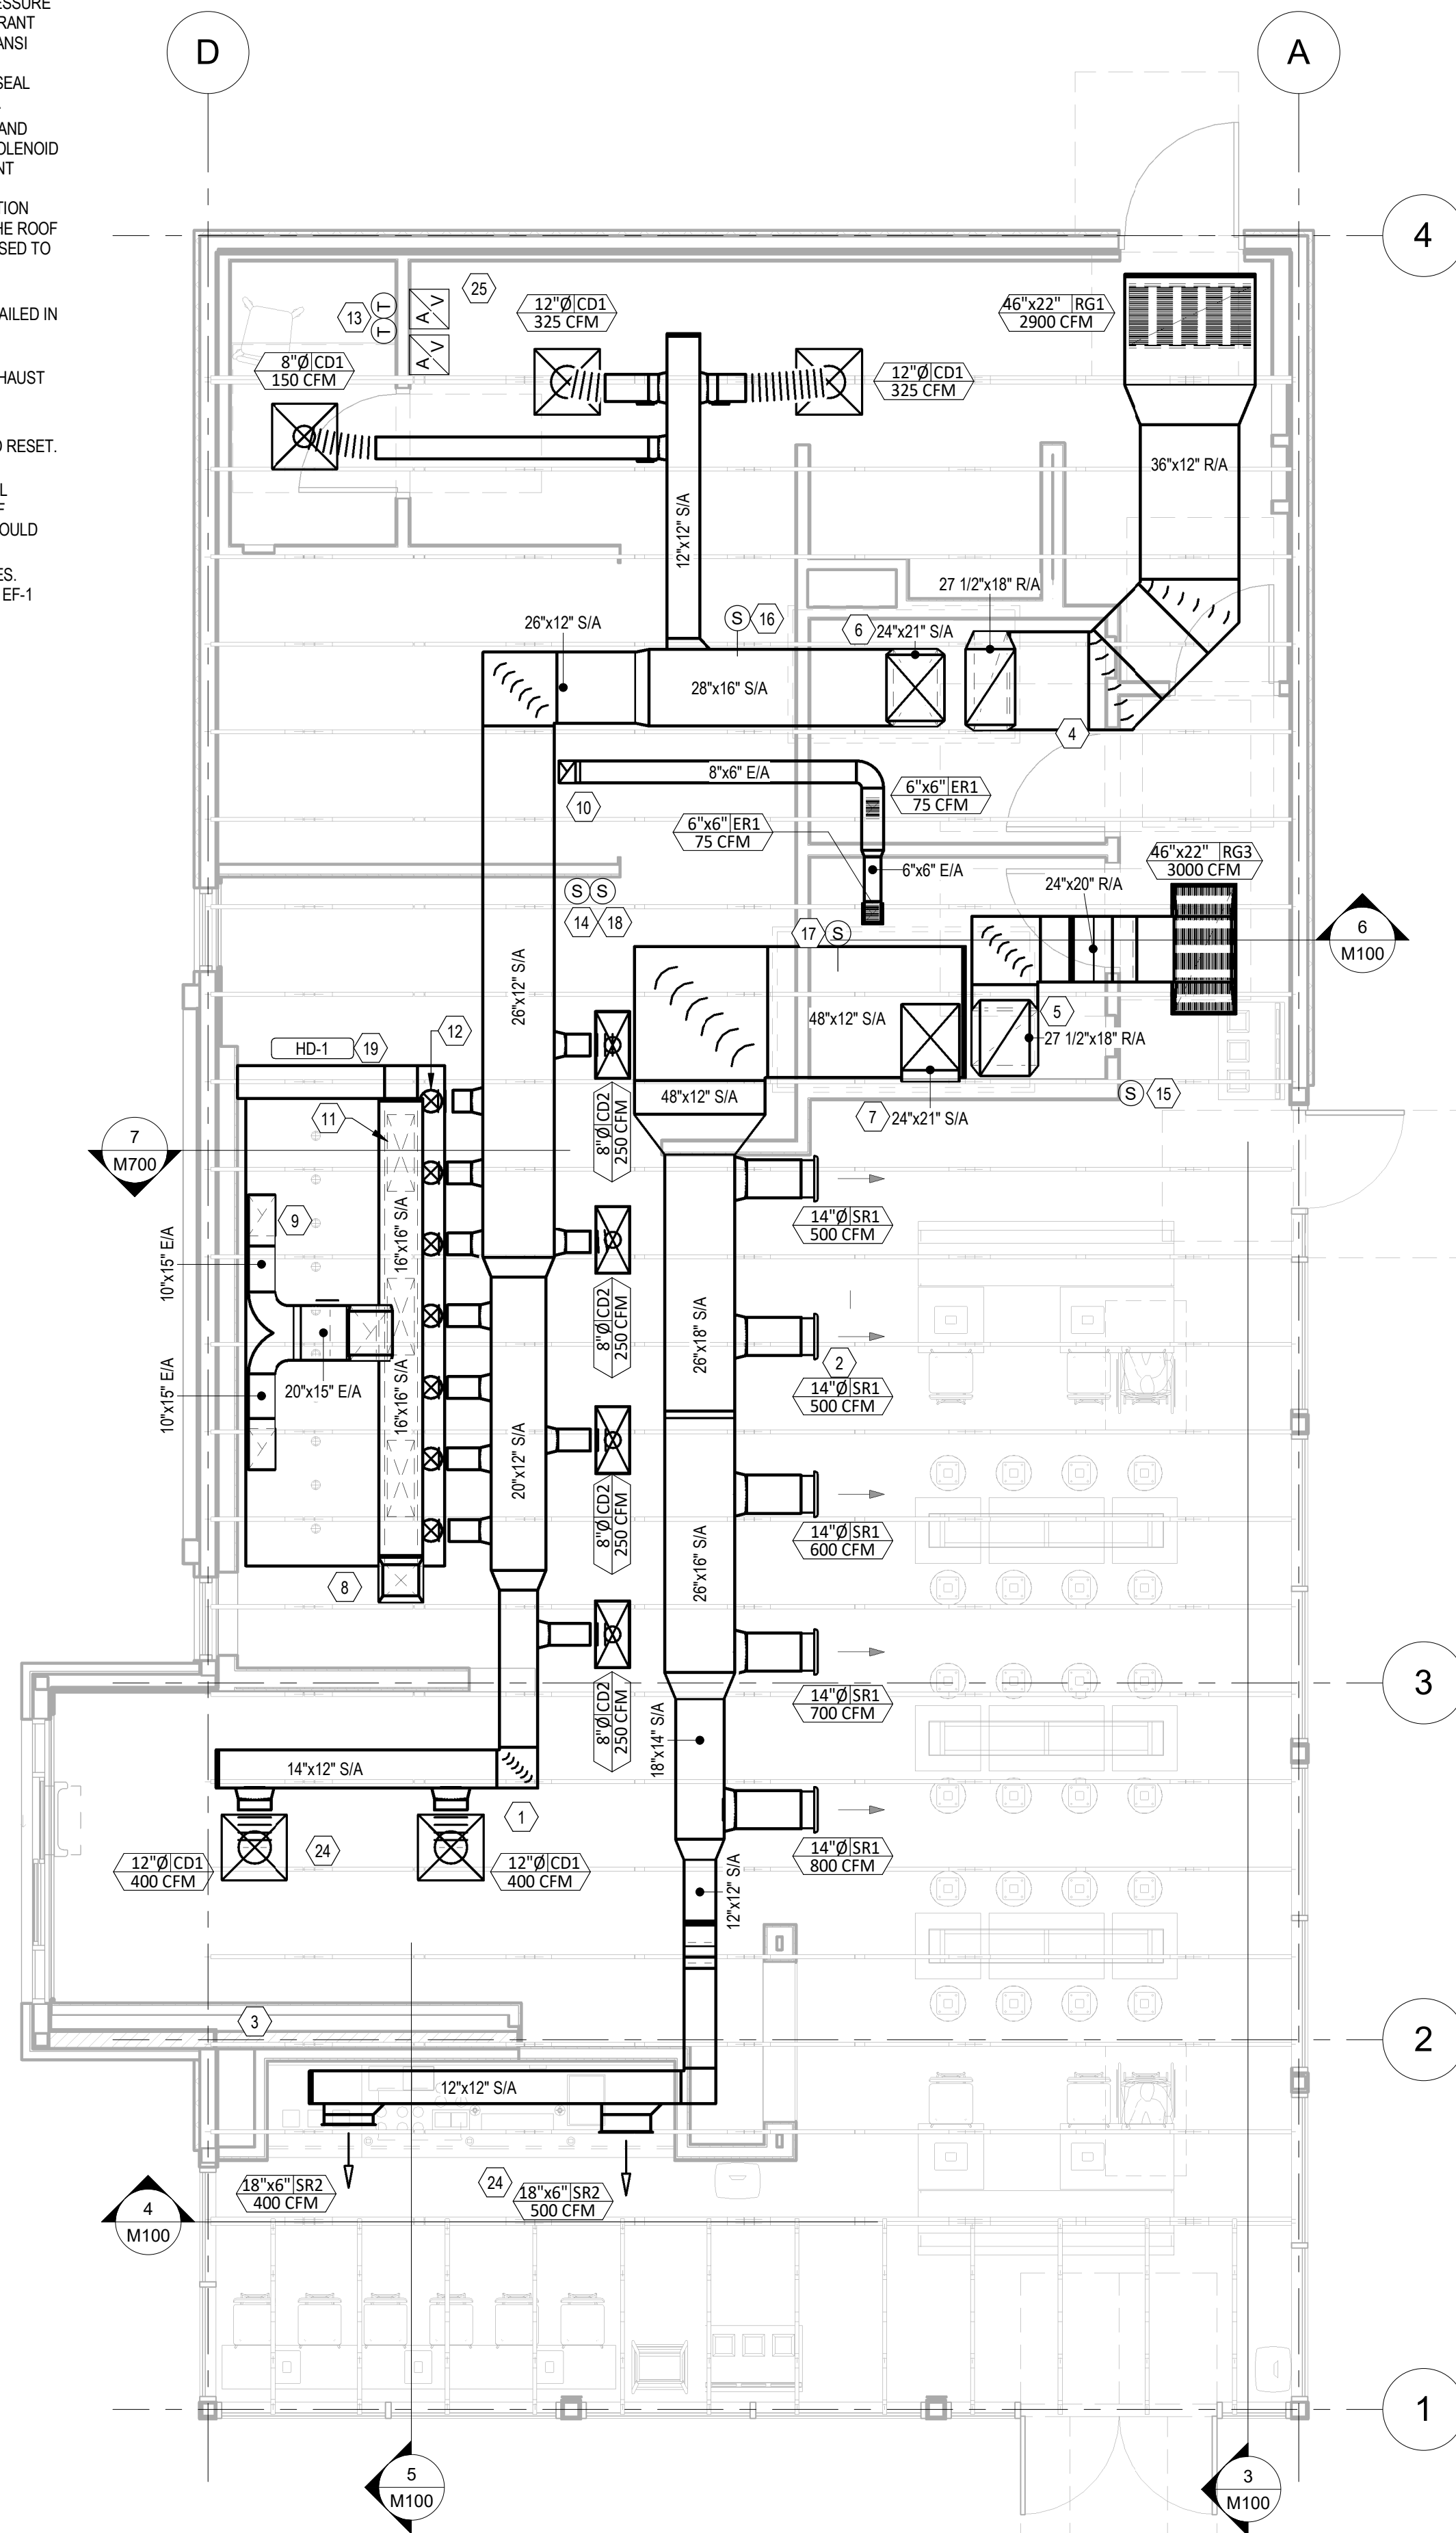 ESSURE
RANT
ANSI
SEAL
AND
OLENOID
NT
TION
HE ROOF
SED TO
AILED IN
HAUST
D RESET.
L
F
OULD
ES.
EF-1
D
A
4
25
12"Ø CD1
325 CFM
46"x22" RG1
2900 CFM
13
T
T
A V
A V
8"Ø CD1
150 CFM
12"Ø CD1
325 CFM
36"x12" R/A
12"x12" S/A
27 1/2"x18" R/A
26"x12" S/A
S 16
6 24"x21" S/A
28"x16" S/A
4
8"x6" E/A
10
6"x6" ER1
75 CFM
6"x6" ER1
75 CFM
6"x6" E/A
46"x22" RG3
3000 CFM
24"x20" R/A
S S
14 18
17 S
6
M100
26"x12" S/A
48"x12" S/A
5
27 1/2"x18" R/A
HD-1 19
12
48"x12" S/A
7 24"x21" S/A
S 15
11
8"Ø CD2
250 CFM
7
M700
9
16"x16" S/A
14"Ø SR1
500 CFM
10"x15" E/A
8"Ø CD2
250 CFM
26"x18" S/A
2
14"Ø SR1
500 CFM
10"x15" E/A
20"x15" E/A
16"x16" S/A
20"x12" S/A
8"Ø CD2
250 CFM
14"Ø SR1
600 CFM
26"x16" S/A
8
8"Ø CD2
250 CFM
14"Ø SR1
700 CFM
3
18"x14" S/A
14"x12" S/A
1
24
12"Ø CD1
400 CFM
12"Ø CD1
400 CFM
14"Ø SR1
800 CFM
12"x12" S/A
3
2
12"x12" S/A
18"x6" SR2
400 CFM
24
18"x6" SR2
500 CFM
4
M100
1
5
M100
3
M100